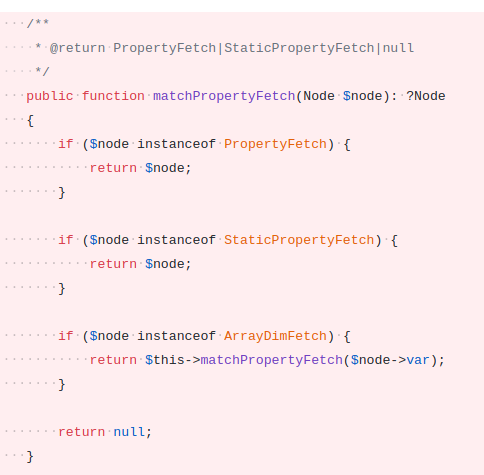 /**
* @return PropertyFetch|StaticPropertyFetch|null
*/
public function matchPropertyFetch(Node $node): ?Node
{
if ($node instanceof PropertyFetch) {
return $node;
}
if ($node instanceof StaticPropertyFetch) {
return $node;
}
if ($node instanceof ArrayDimFetch) {
return $this->matchPropertyFetch($node->var);
}
return null;
}